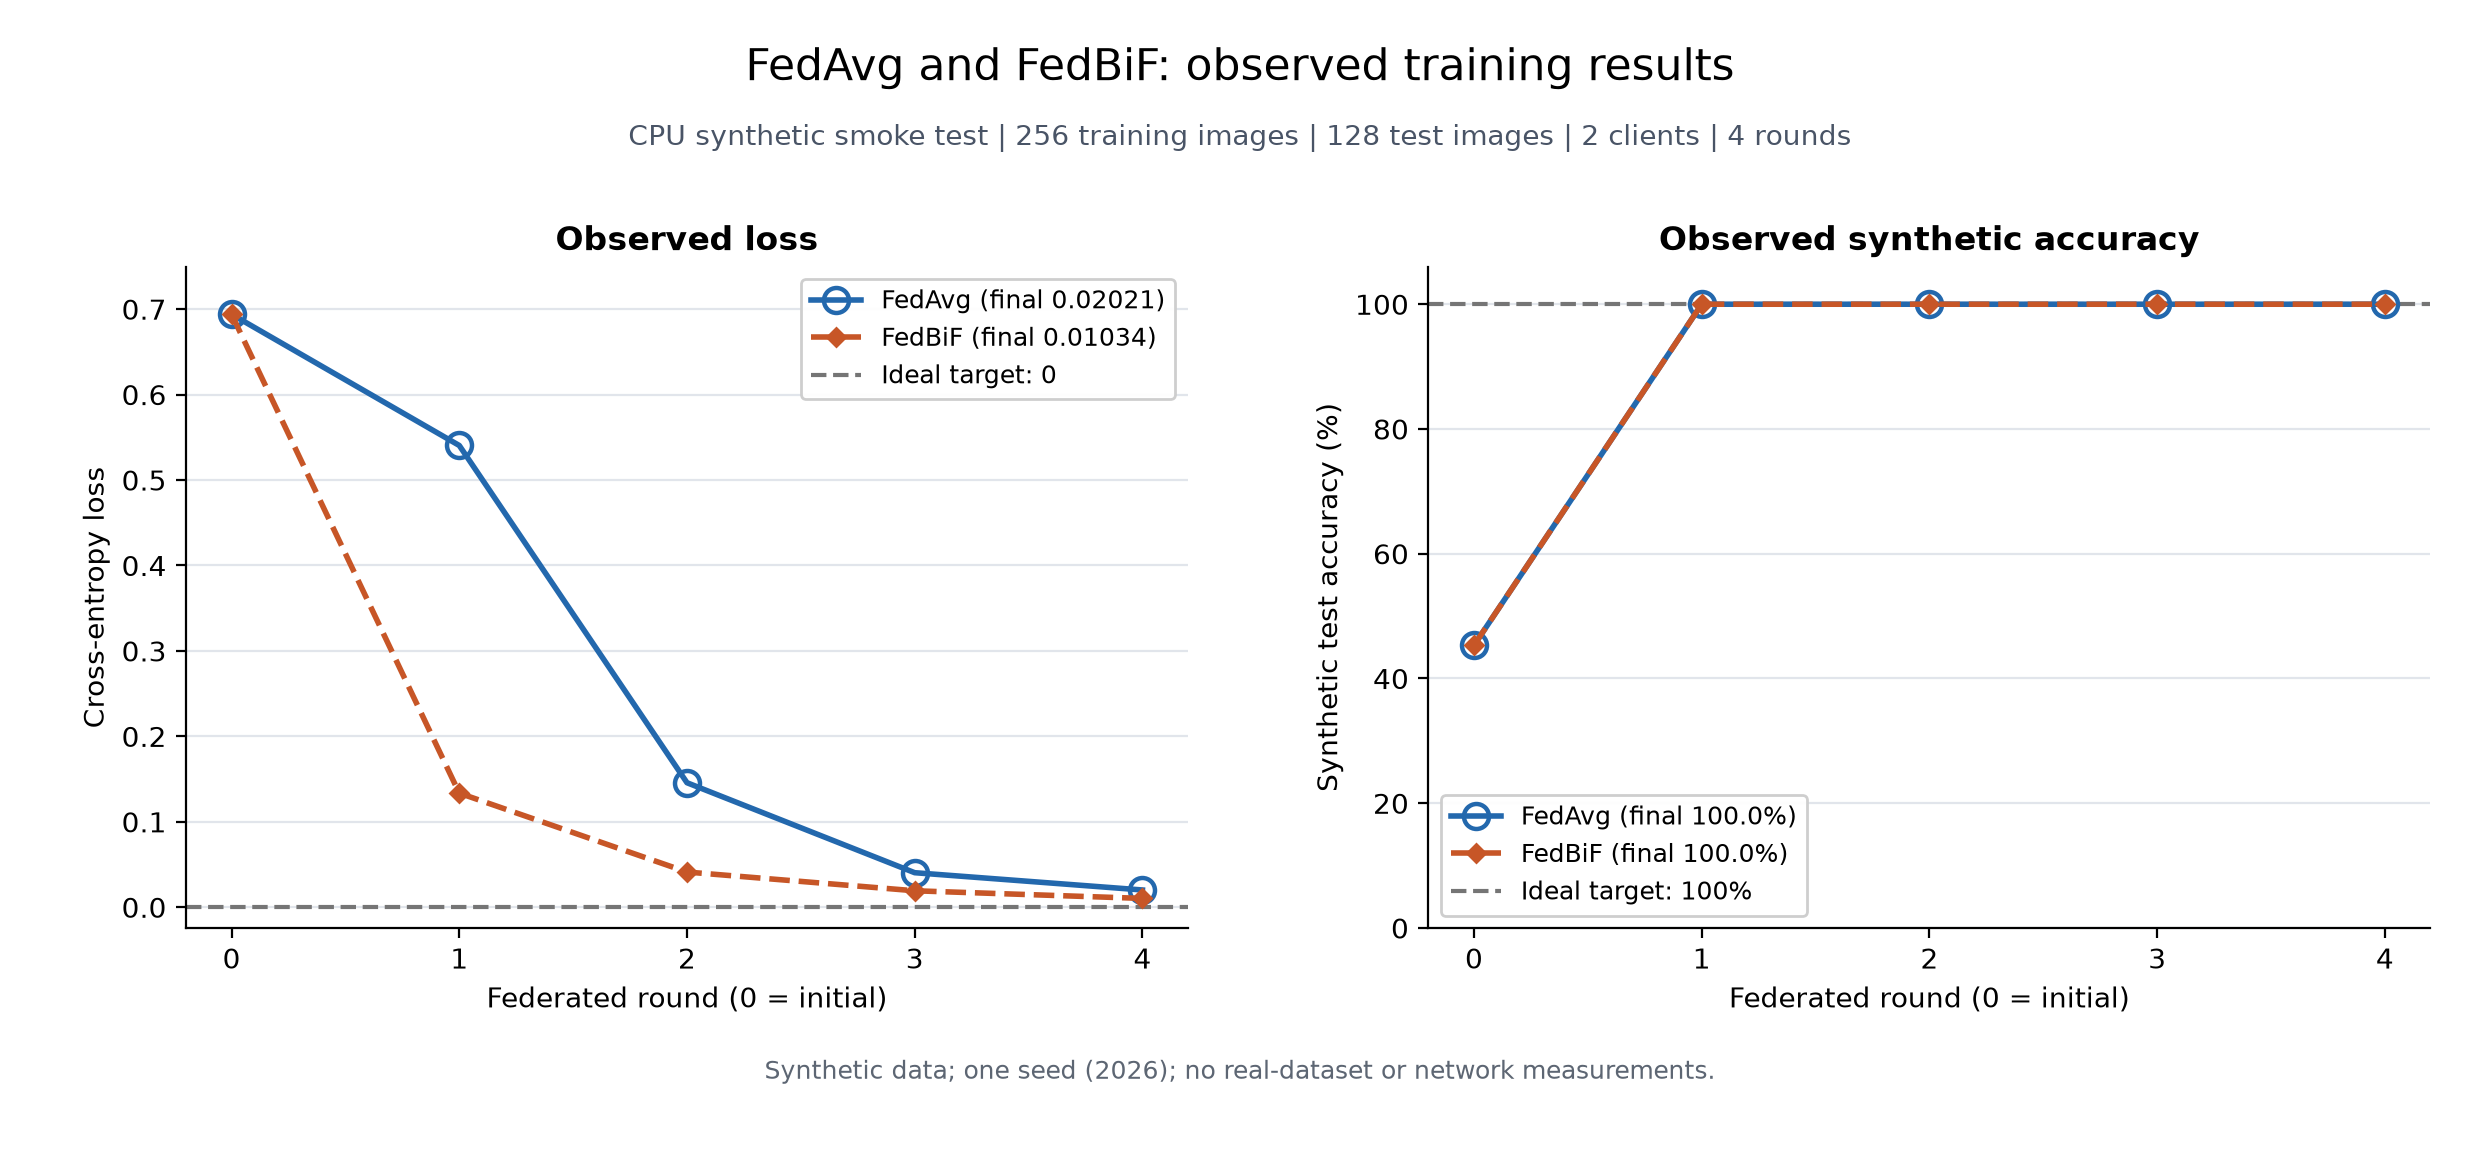 FedAvg and FedBiF: observed training results
CPU synthetic smoke test | 256 training images | 128 test images | 2 clients | 4 rounds
Observed loss
Cross-entropy loss
0.7
0.6
0.5
0.4
0.3
0.2
0.1
0.0
FedAvg (final 0.02021)
FedBiF (final 0.01034)
Ideal target: 0
0 1 2 3 4
Federated round (0 = initial)
Observed synthetic accuracy
Synthetic test accuracy (%)
100
80
60
40
20
0
FedAvg (final 100.0%)
FedBiF (final 100.0%)
Ideal target: 100%
0 1 2 3 4
Federated round (0 = initial)
Synthetic data; one seed (2026); no real-dataset or network measurements.